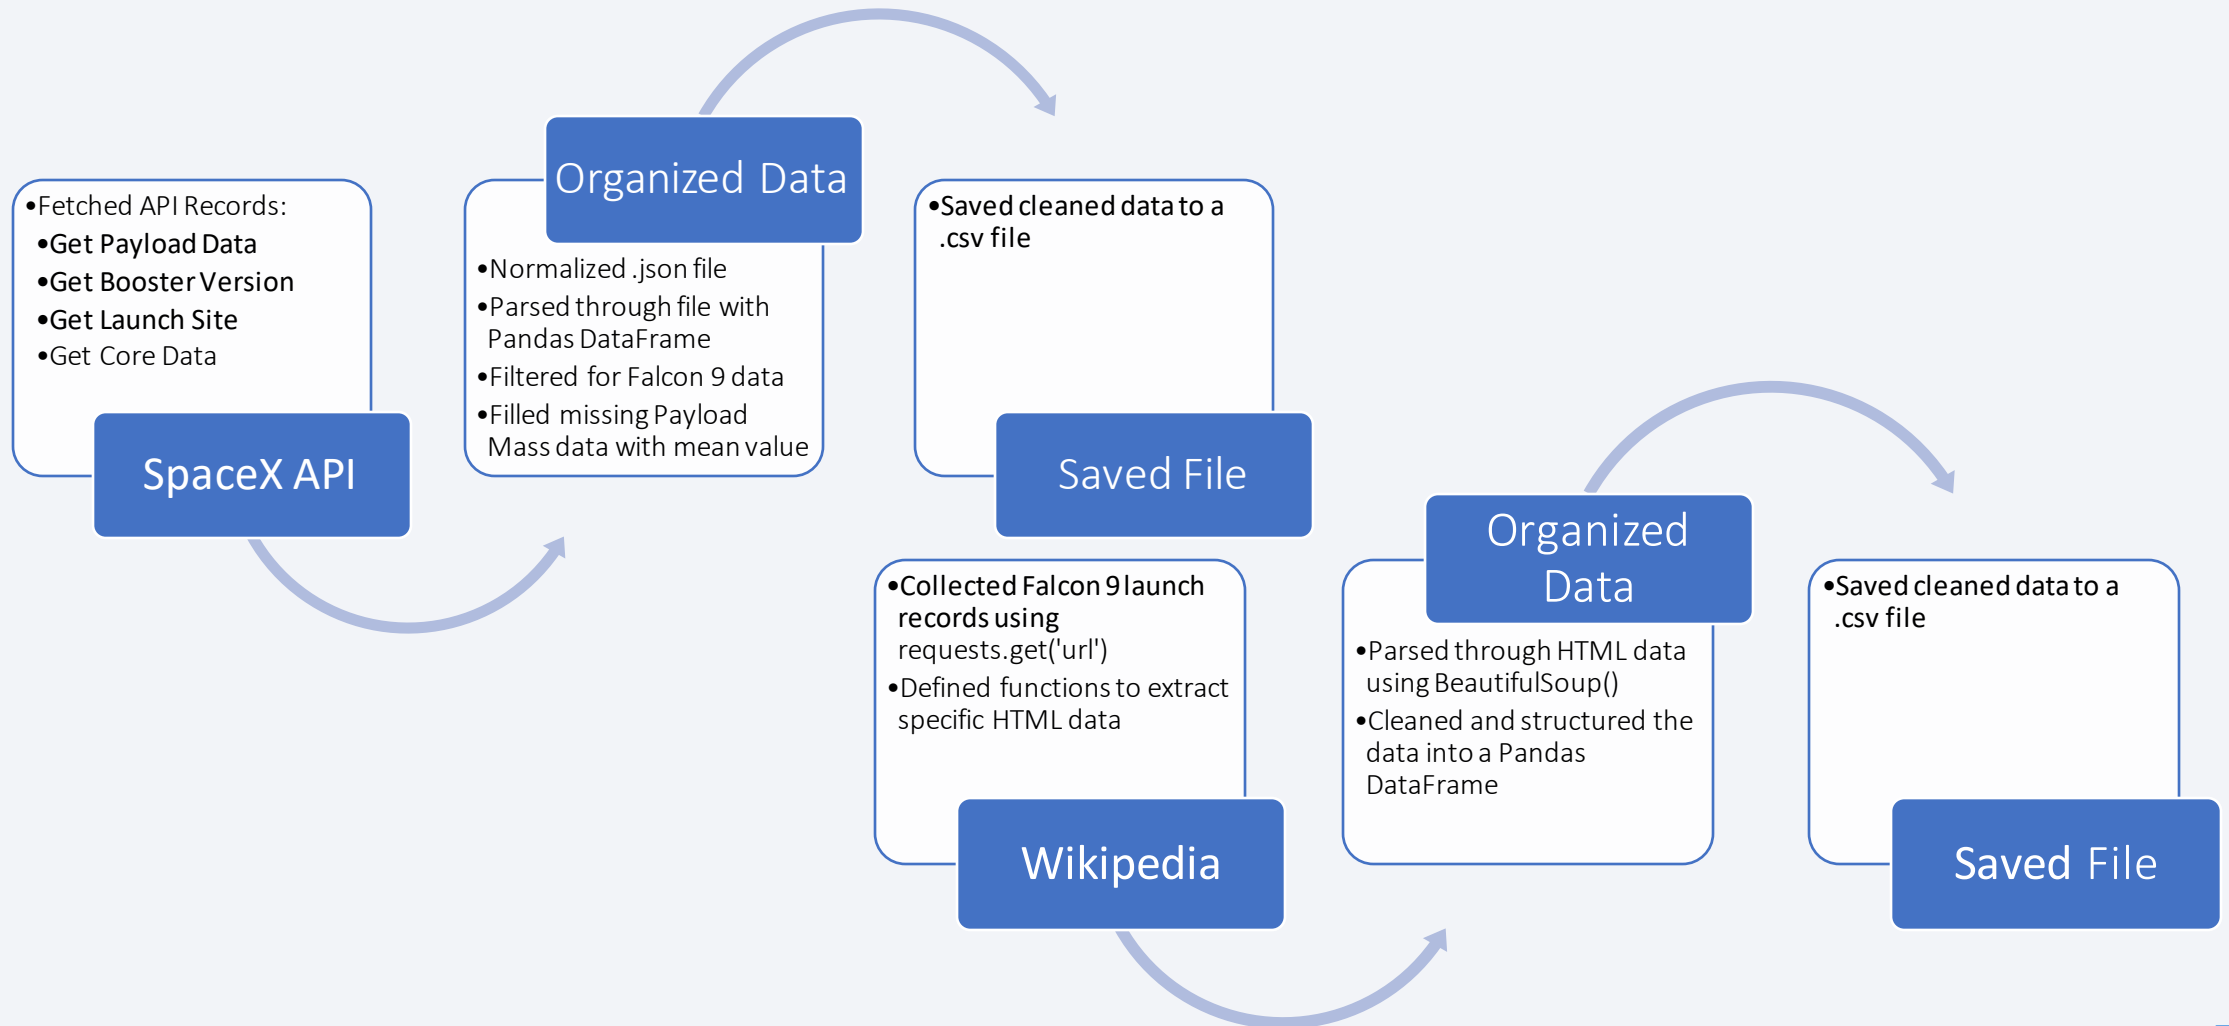 •Fetched API Records:
•Get Payload Data
•Get Booster Version
•Get Launch Site
•Get Core Data
SpaceX API
Organized Data
•Normalized .json file
•Parsed through file with
Pandas DataFrame
•Filtered for Falcon 9 data
•Filled missing Payload
Mass data with mean value
•Saved cleaned data to a
.csv file
Saved File
•Collected Falcon 9 launch
records using
requests.get('url')
•Defined functions to extract
specific HTML data
Wikipedia
Organized
Data
•Parsed through HTML data
using BeautifulSoup()
•Cleaned and structured the
data into a Pandas
DataFrame
•Saved cleaned data to a
.csv file
Saved File